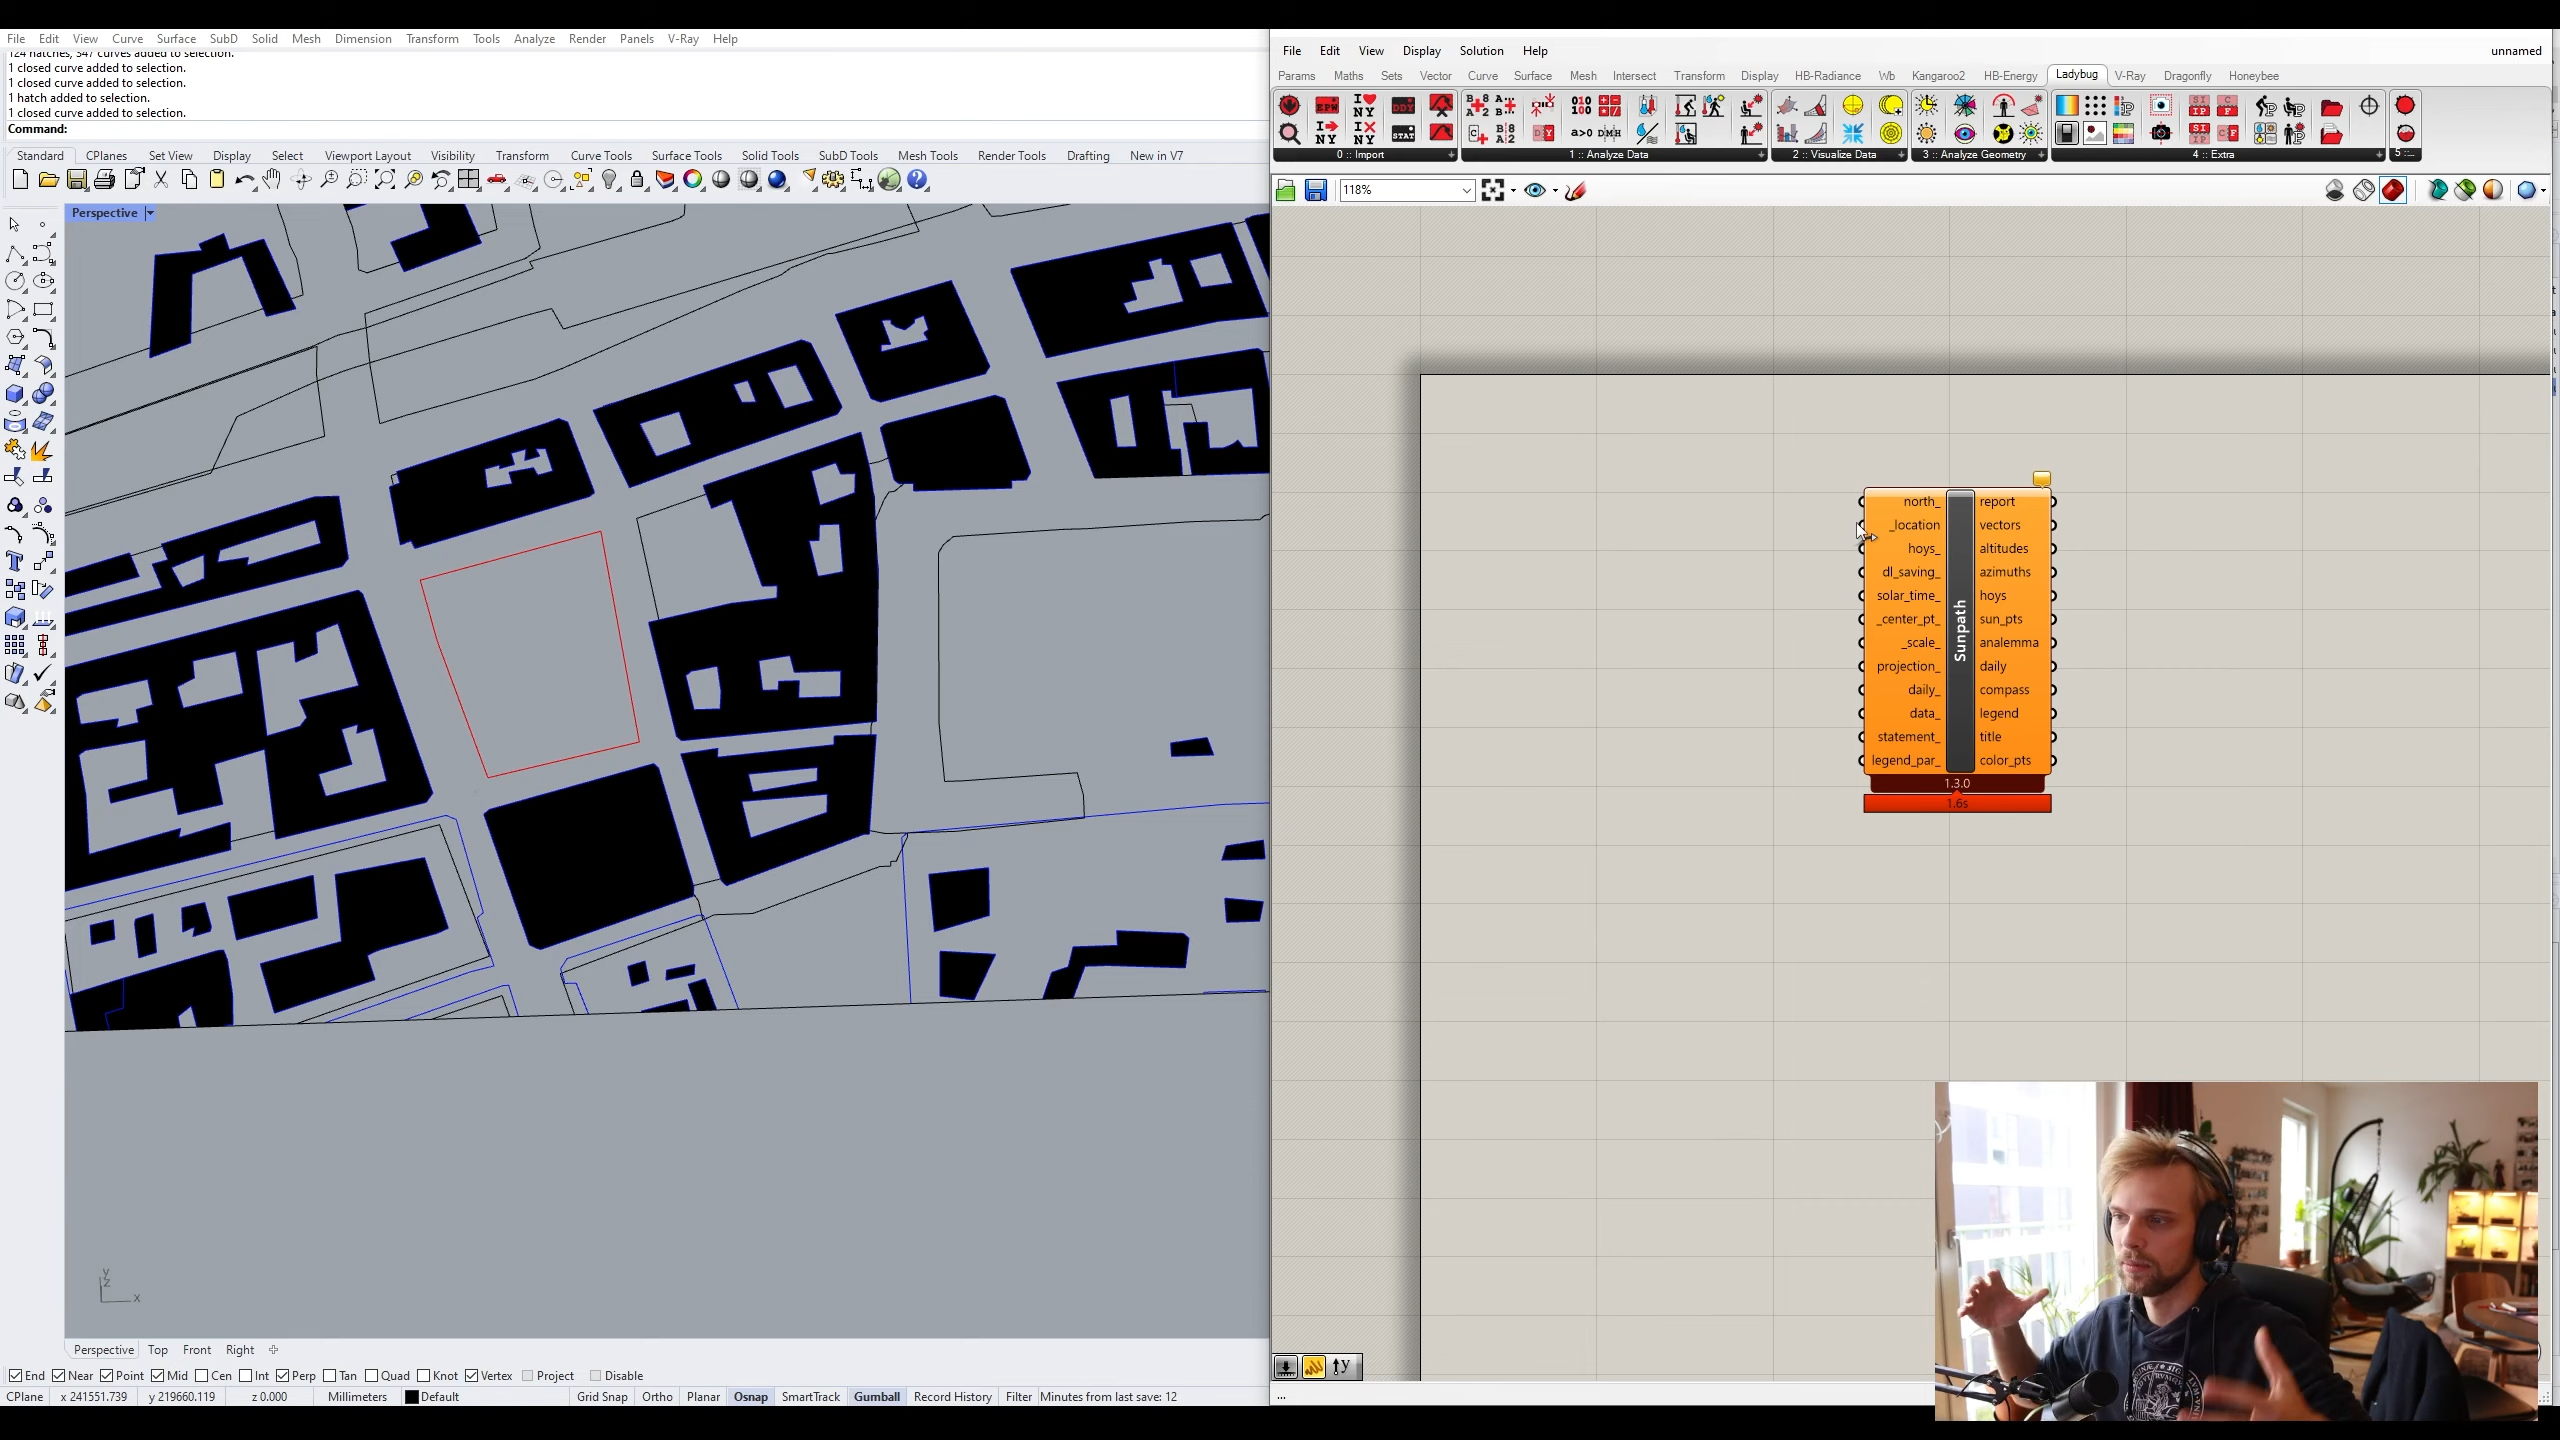 File Edit View Curve Surface SubD Solid Mesh Dimension Transform Tools Analyze Render Panels V-Ray Help
124 hatches, 347 curves added to selection.
1 closed curve added to selection.
1 closed curve added to selection.
1 hatch added to selection.
1 closed curve added to selection.
Command:
Standard CPlanes Set View Display Select Viewport Layout Visibility Transform Curve Tools Surface Tools Solid Tools SubD Tools Mesh Tools Render Tools Drafting New in V7
Perspective
y
z
x
Perspective Top Front Right
End Near Point Mid Cen Int Perp Tan Quad Knot Vertex Project Disable
CPlane x 241551.739 y 219660.119 z 0.000 Millimeters Default Grid Snap Ortho Planar Osnap SmartTrack Gumball Record History Filter Minutes from last save: 12
File Edit View Display Solution Help unnamed
Params Maths Sets Vector Curve Surface Mesh Intersect Transform Display HB-Radiance Wb Kangaroo2 HB-Energy Ladybug V-Ray Dragonfly Honeybee
0 :: Import 1 :: Analyze Data 2 :: Visualize Data 3 :: Analyze Geometry 4 :: Extra 5 ::
118%
north_ report
_location vectors
hoys_ altitudes
dl_saving_ azimuths
solar_time_ hoys
_center_pt_ sun_pts
_scale_ analemma
projection_ daily
daily_ compass
data_ legend
statement_ title
legend_par_ color_pts
Sunpath
1.3.0
1.6s
...